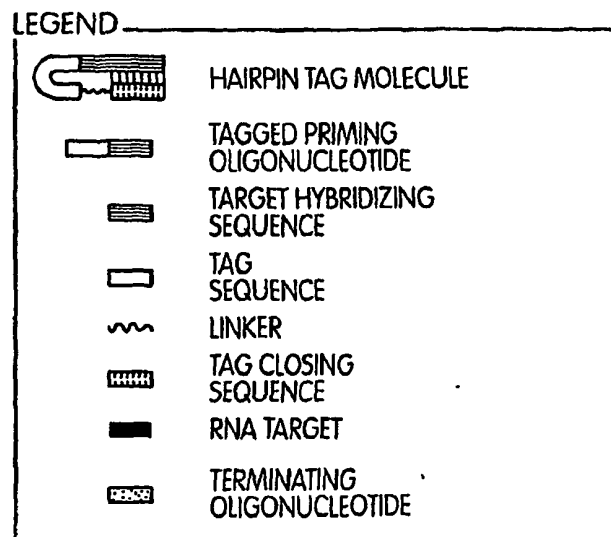 LEGEND
HAIRPIN TAG MOLECULE
TAGGED PRIMING
OLIGONUCLEOTIDE
TARGET HYBRIDIZING
SEQUENCE
TAG
SEQUENCE
LINKER
TAG CLOSING
SEQUENCE
RNA TARGET
TERMINATING
OLIGONUCLEOTIDE